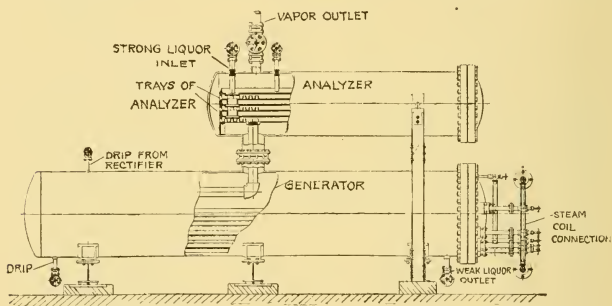 VAPOR OUTLET
STRONG LIQUOR
INLET
TRAYS OF
ANALYZER
ANALYZER
DRIP FROM
RECTIFIER
GENERATOR
STEAM
COIL
CONNECTION
DRIP
WEAK LIQUOR
OUTLET